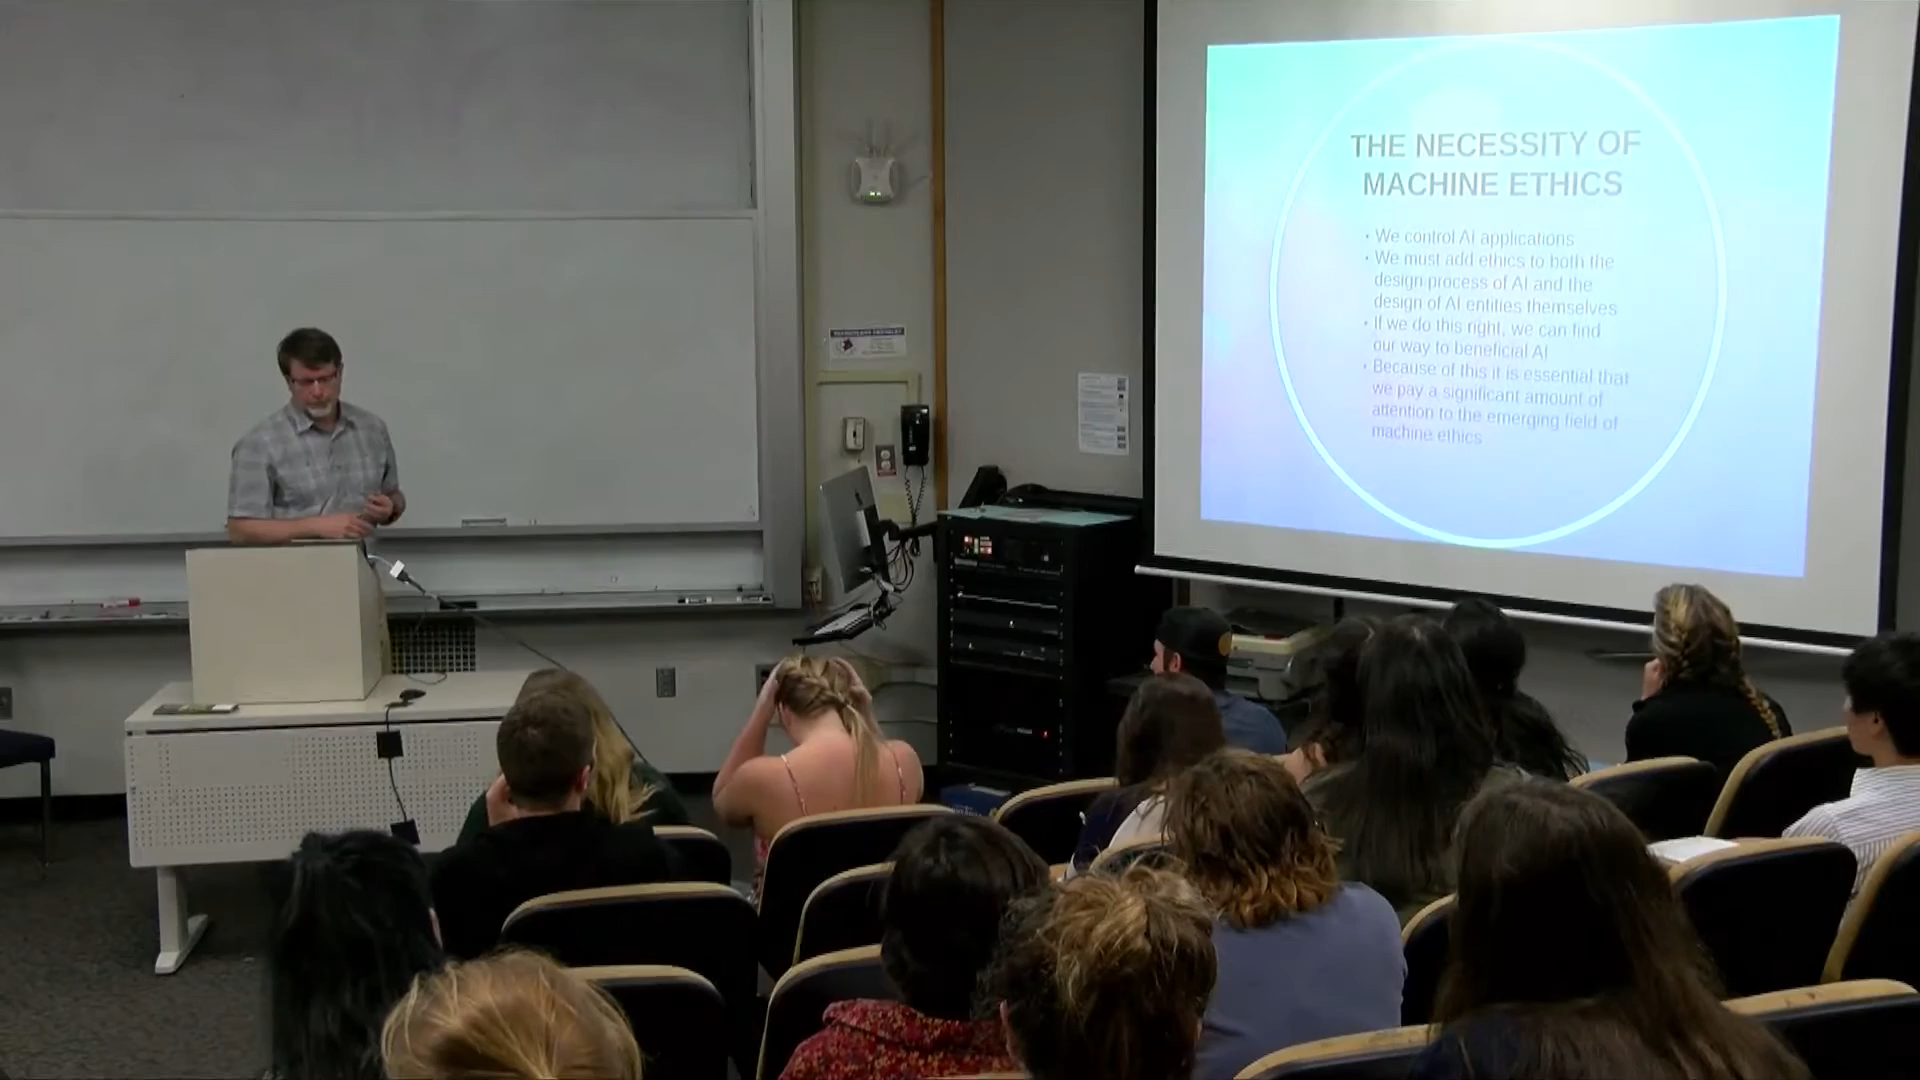 THE NECESSITY OF
MACHINE ETHICS
• We control AI applications
• We must add ethics to both the
design process of AI and the
design of AI entities themselves
• If we do this right, we can find
our way to beneficial AI
• Because of this it is essential that
we pay a significant amount of
attention to the emerging field of
machine ethics